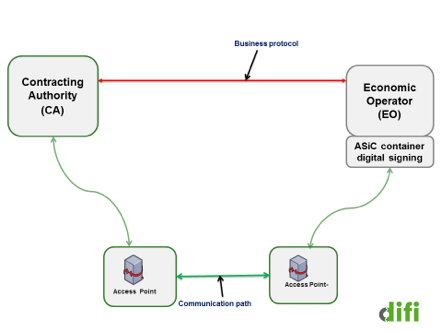 Business protocol
Contracting
Authority
(CA)
Economic
Operator
(EO)
ASiC container
digital signing
Access Point
Access Point-
Communication path
difi